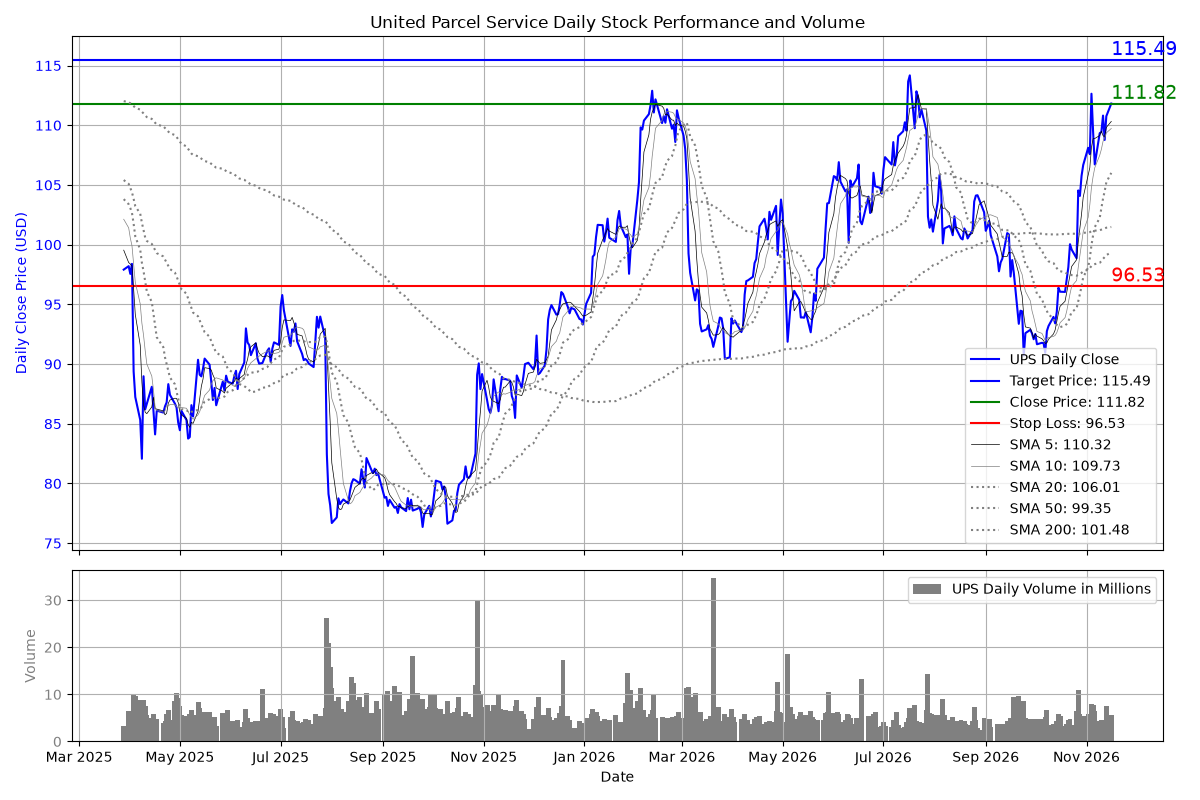 United Parcel Service Daily Stock Performance and Volume
115.49
111.82
96.53
Daily Close Price (USD)
115
110
105
100
95
90
85
80
75
UPS Daily Close
Target Price: 115.49
Close Price: 111.82
Stop Loss: 96.53
SMA 5: 110.32
SMA 10: 109.73
SMA 20: 106.01
SMA 50: 99.35
SMA 200: 101.48
Volume
30
20
10
0
UPS Daily Volume in Millions
Mar 2025 May 2025 Jul 2025 Sep 2025 Nov 2025 Jan 2026 Mar 2026 May 2026 Jul 2026 Sep 2026 Nov 2026
Date